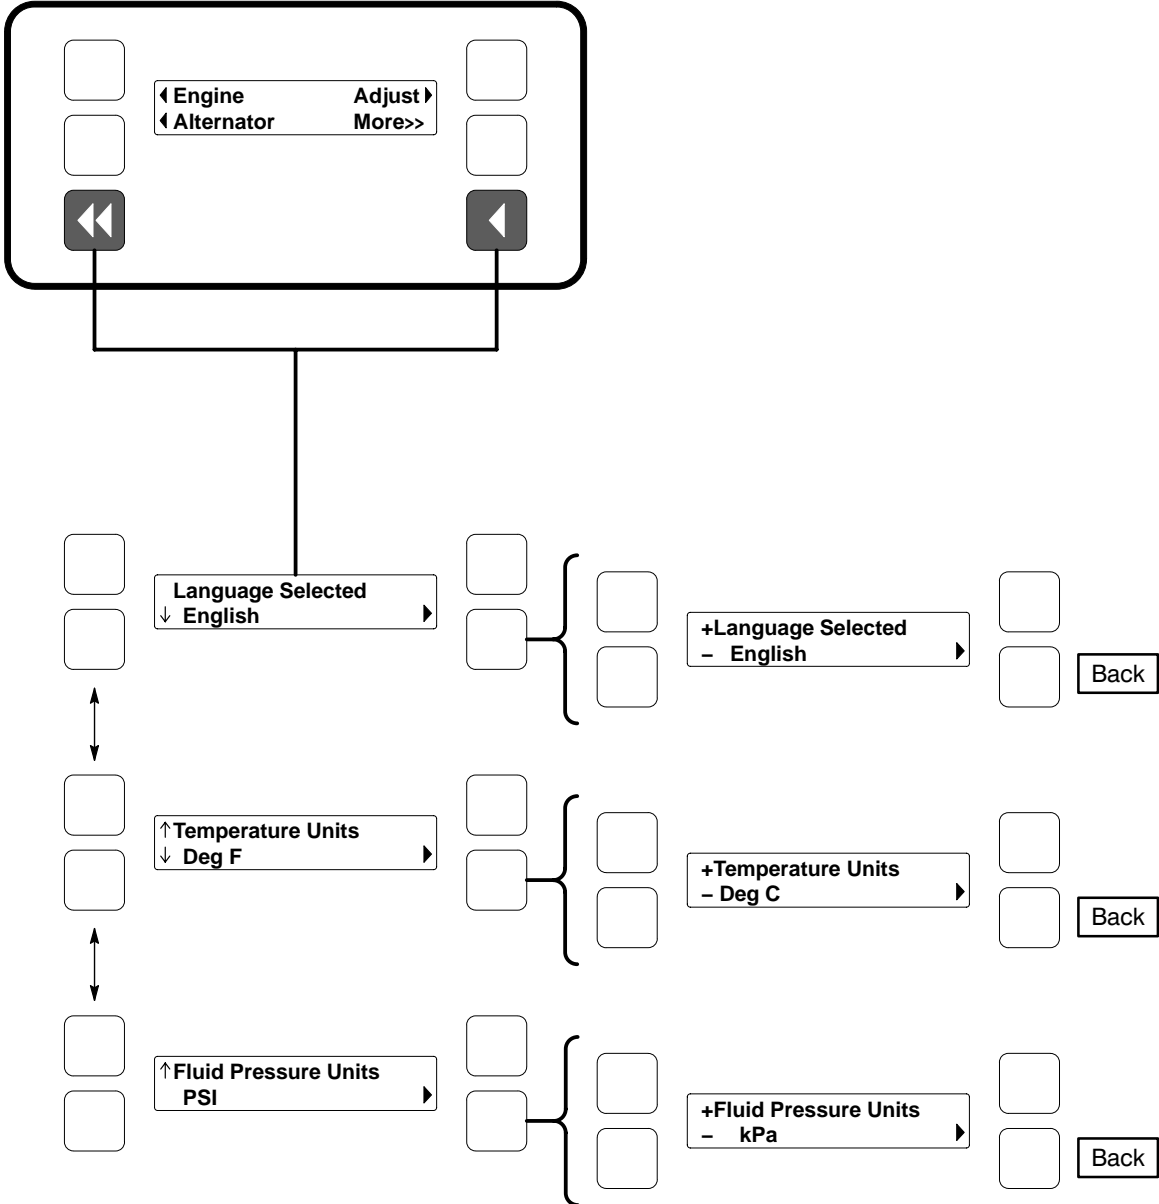 Engine Adjust
Alternator More>>
Language Selected
↓ English
+Language Selected
– English
Back
↑Temperature Units
↓ Deg F
+Temperature Units
– Deg C
Back
↑Fluid Pressure Units
PSI
+Fluid Pressure Units
– kPa
Back